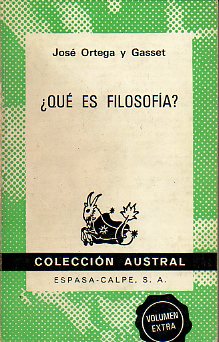 José Ortega y Gasset
¿QUÉ ES FILOSOFÍA?
COLECCIÓN AUSTRAL
ESPASA-CALPE, S. A.
VOLUMEN
EXTRA